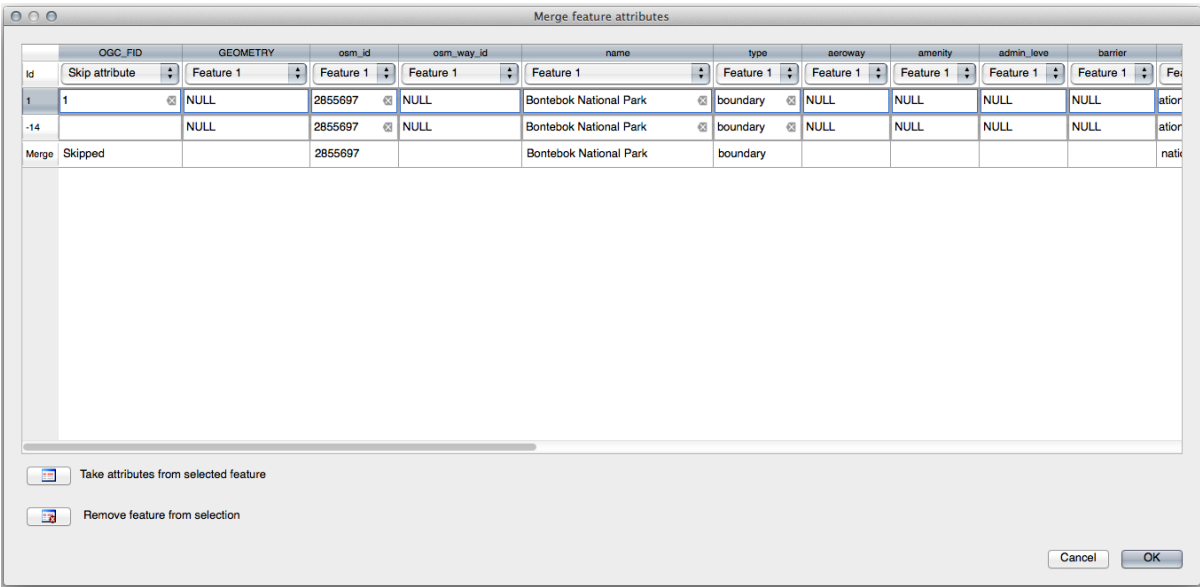 Merge feature attributes
OGC_FID GEOMETRY osm_id osm_way_id name type aeroway amenity admin_leve barrier
Id Skip attribute Feature 1 Feature 1 Feature 1 Feature 1 Feature 1 Feature 1 Feature 1 Feature 1 Feature 1 Fea
1 1 NULL 2855697 NULL Bontebok National Park boundary NULL NULL NULL NULL ation
-14 NULL 2855697 NULL Bontebok National Park boundary NULL NULL NULL NULL ation
Merge Skipped 2855697 Bontebok National Park boundary natio
Take attributes from selected feature
Remove feature from selection
Cancel OK